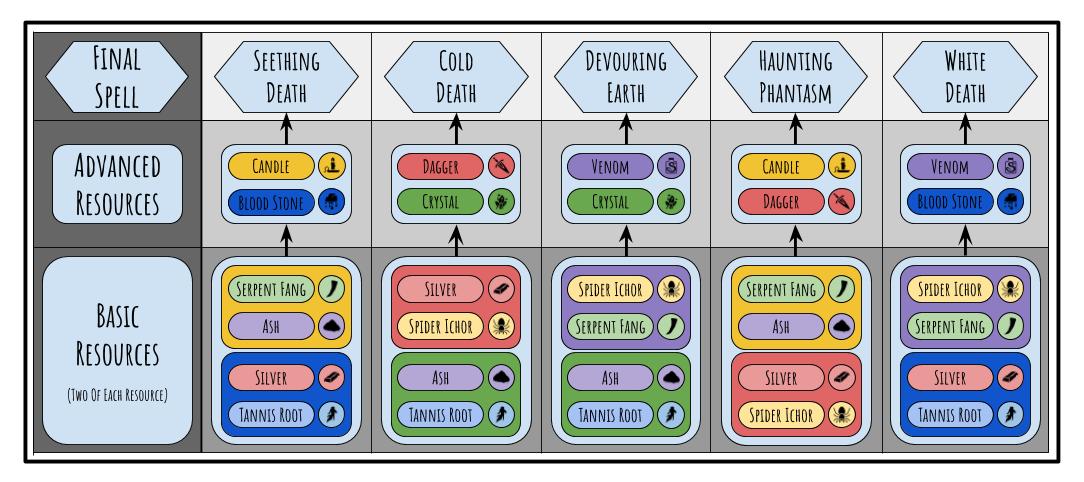 Final
Spell
Seething
Death
Cold
Death
Devouring
Earth
Haunting
Phantasm
White
Death
Advanced
Resources
Candle
Blood Stone
Dagger
Crystal
Venom
Crystal
Candle
Dagger
Venom
Blood Stone
Basic
Resources
(Two Of Each Resource)
Serpent Fang
Ash
Silver
Tannis Root
Silver
Spider Ichor
Ash
Tannis Root
Spider Ichor
Serpent Fang
Ash
Tannis Root
Serpent Fang
Ash
Silver
Spider Ichor
Spider Ichor
Serpent Fang
Silver
Tannis Root